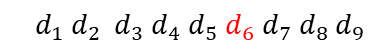 d₁ d₂ d₃ d₄ d₅ d₆ d₇ d₈ d₉